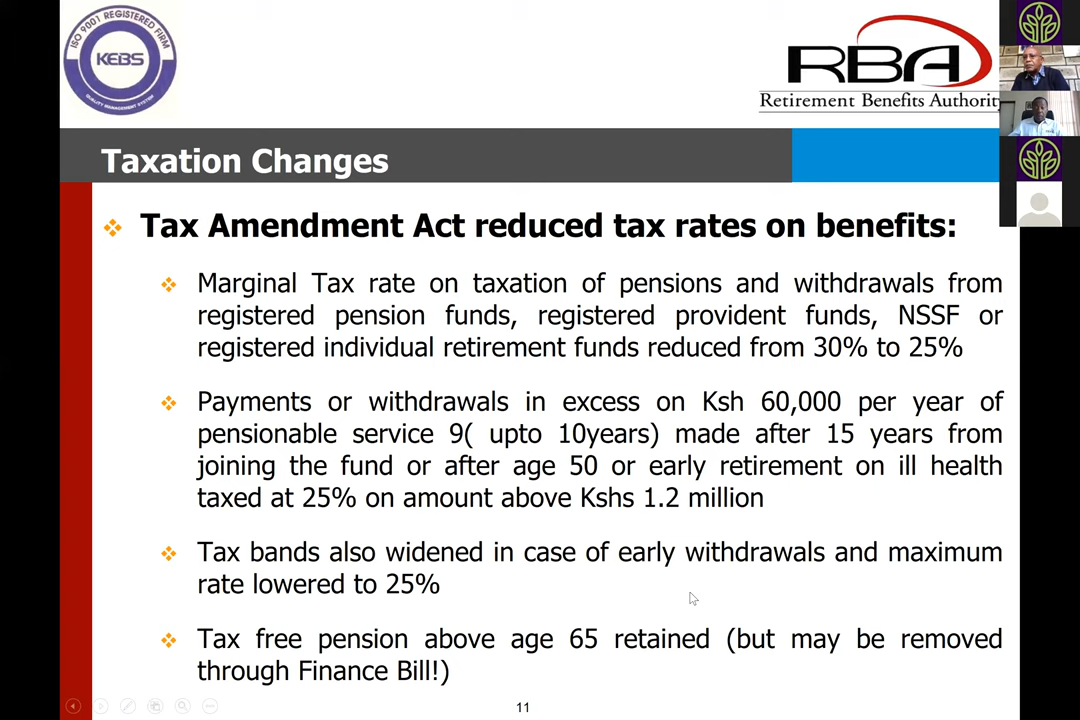 ISO 9001 REGISTERED FIRM
KEBS
QUALITY MANAGEMENT SYSTEM
RBA
Retirement Benefits Authority
Taxation Changes
Tax Amendment Act reduced tax rates on benefits:
Marginal Tax rate on taxation of pensions and withdrawals from
registered pension funds, registered provident funds, NSSF or
registered individual retirement funds reduced from 30% to 25%
Payments or withdrawals in excess on Ksh 60,000 per year of
pensionable service 9( upto 10years) made after 15 years from
joining the fund or after age 50 or early retirement on ill health
taxed at 25% on amount above Kshs 1.2 million
Tax bands also widened in case of early withdrawals and maximum
rate lowered to 25%
Tax free pension above age 65 retained (but may be removed
through Finance Bill!)
11